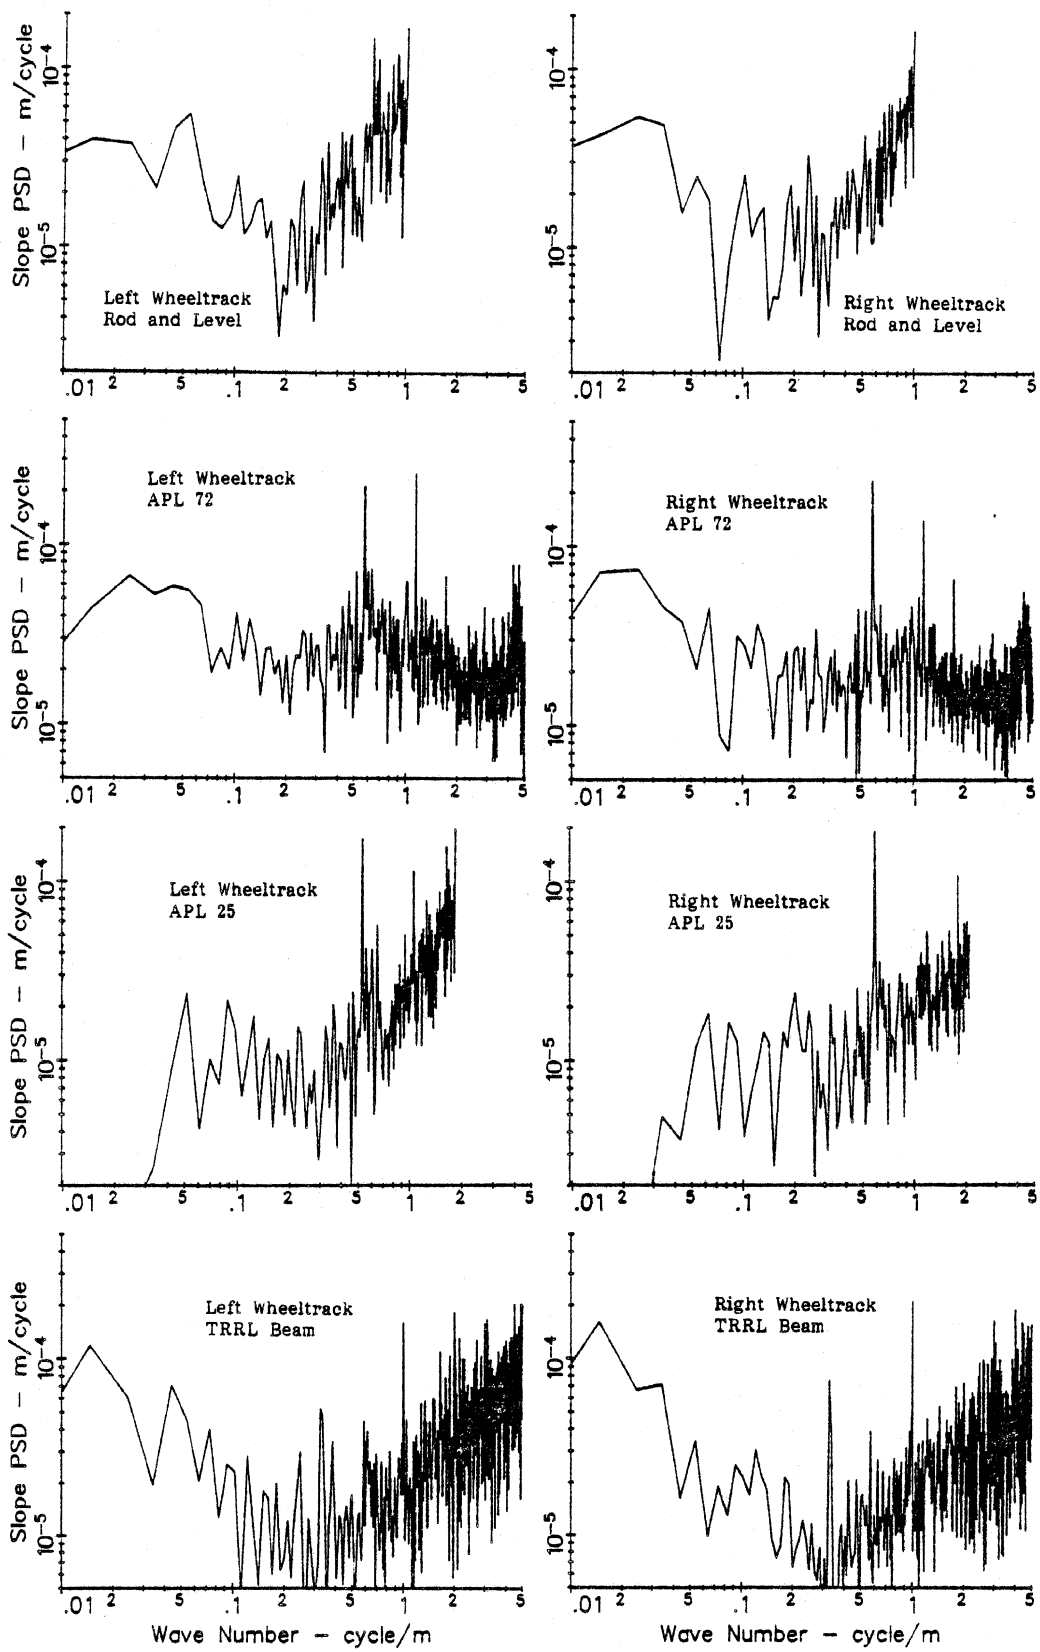 Slope PSD – m/cycle
10⁻⁴
10⁻⁵
Left Wheeltrack
Rod and Level
.01 2 5 .1 2 5 1 2 5
10⁻⁴
10⁻⁵
Right Wheeltrack
Rod and Level
.01 2 5 .1 2 5 1 2 5
Slope PSD – m/cycle
10⁻⁴
10⁻⁵
Left Wheeltrack
APL 72
.01 2 5 .1 2 5 1 2 5
10⁻⁴
10⁻⁵
Right Wheeltrack
APL 72
.01 2 5 .1 2 5 1 2 5
Slope PSD – m/cycle
10⁻⁴
10⁻⁵
Left Wheeltrack
APL 25
.01 2 5 .1 2 5 1 2 5
10⁻⁴
10⁻⁵
Right Wheeltrack
APL 25
.01 2 5 .1 2 5 1 2 5
Slope PSD – m/cycle
10⁻⁴
10⁻⁵
Left Wheeltrack
TRRL Beam
.01 2 5 .1 2 5 1 2 5
Wave Number – cycle/m
10⁻⁴
10⁻⁵
Right Wheeltrack
TRRL Beam
.01 2 5 .1 2 5 1 2 5
Wave Number – cycle/m